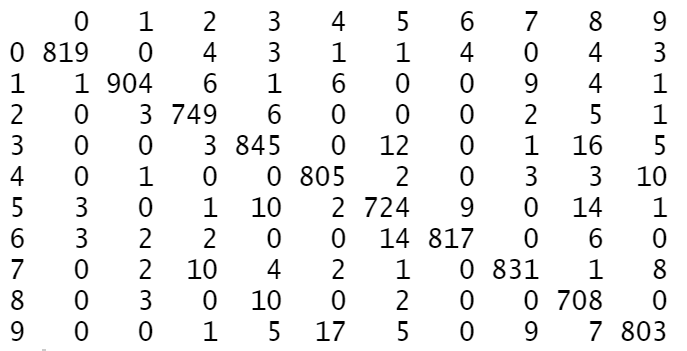 0 1 2 3 4 5 6 7 8 9
0 819 0 4 3 1 1 4 0 4 3
1 1 904 6 1 6 0 0 9 4 1
2 0 3 749 6 0 0 0 2 5 1
3 0 0 3 845 0 12 0 1 16 5
4 0 1 0 0 805 2 0 3 3 10
5 3 0 1 10 2 724 9 0 14 1
6 3 2 2 0 0 14 817 0 6 0
7 0 2 10 4 2 1 0 831 1 8
8 0 3 0 10 0 2 0 0 708 0
9 0 0 1 5 17 5 0 9 7 803